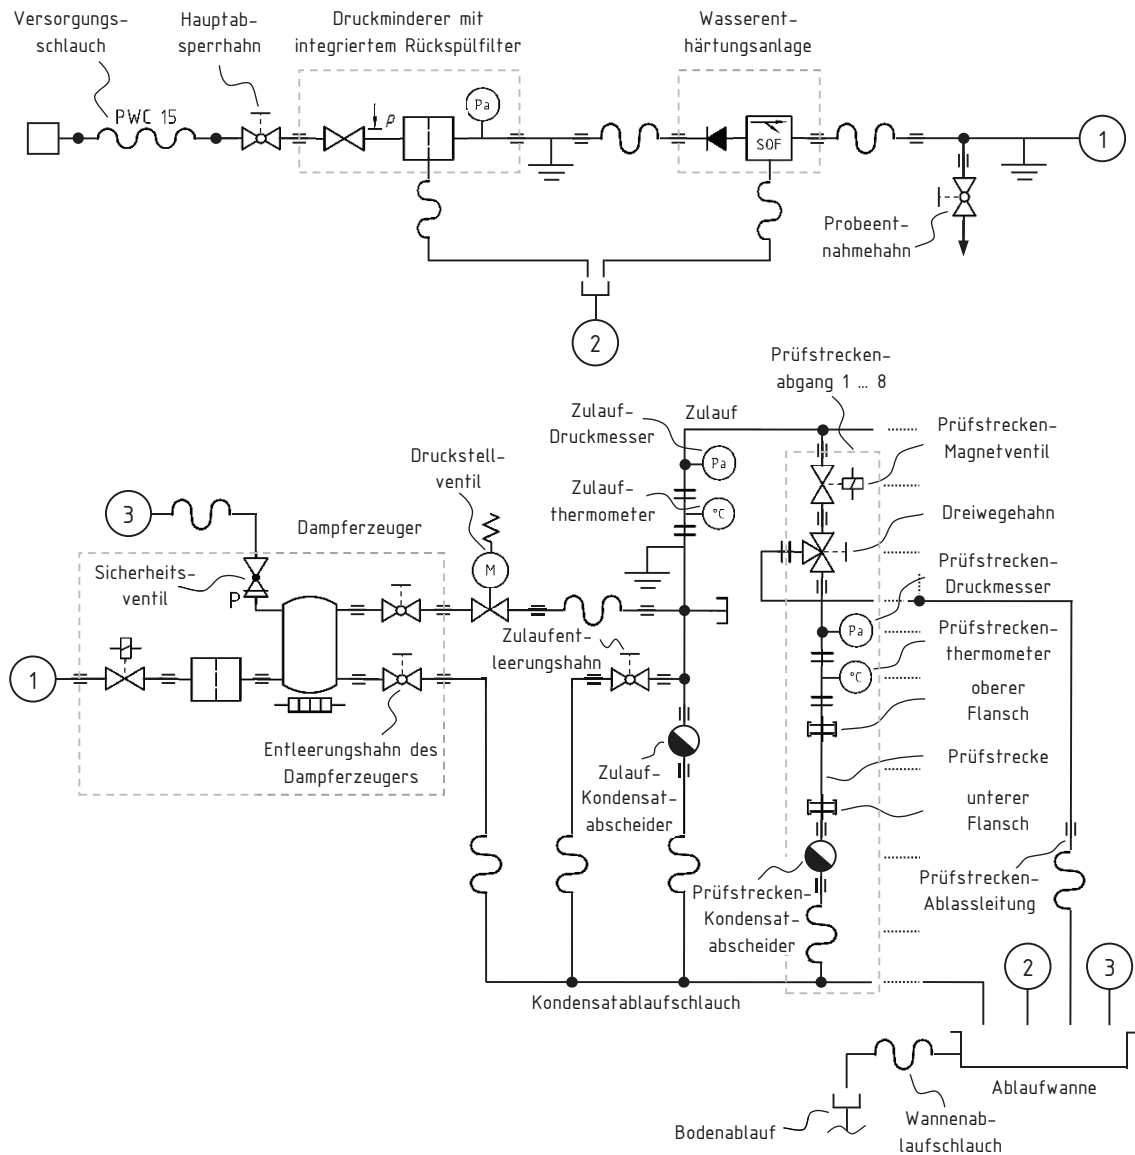 Versorgungs-
schlauch
Hauptab-
sperrhahn
Druckminderer mit
integriertem Rückspülfilter
Wasserent-
härtungsanlage
PWC 15
p
Pa
SOF
1
Probeent-
nahmehahn
2
Prüfstrecken-
abgang 1 ... 8
Zulauf-
Druckmesser
Zulauf
Pa
Prüfstrecken-
Magnetventil
Druckstell-
ventil
Zulauf-
thermometer
°C
3
Dampferzeuger
Dreiwegehahn
Sicherheits-
ventil
P
M
Prüfstrecken-
Druckmesser
Pa
Zulaufent-
leerungshahn
Prüfstrecken-
thermometer
°C
1
oberer
Flansch
Entleerungshahn des
Dampferzeugers
Zulauf-
Kondensat-
abscheider
Prüfstrecke
unterer
Flansch
Prüfstrecken-
Kondensat-
abscheider
Prüfstrecken-
Ablassleitung
2
3
Kondensatablaufschlauch
Ablaufwanne
Bodenablauf
Wannenab-
laufschlauch